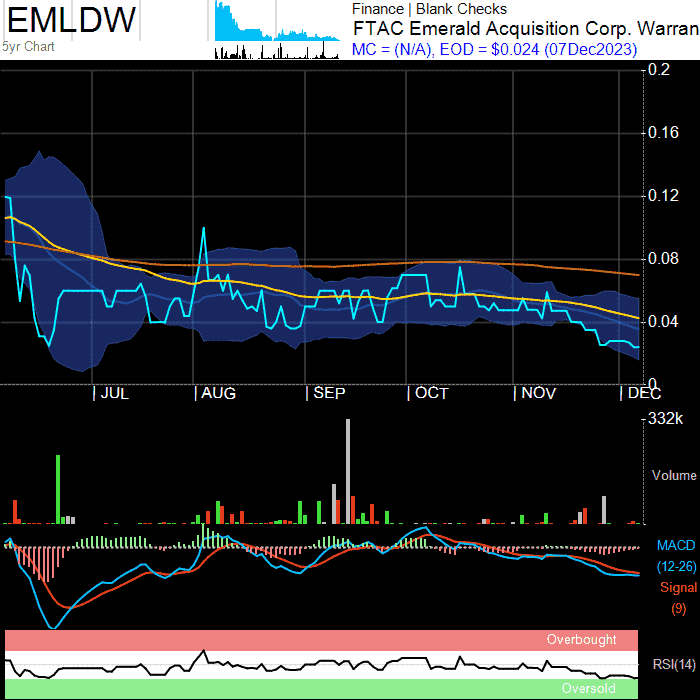 EMLDW
5yr Chart
Finance | Blank Checks
FTAC Emerald Acquisition Corp. Warran
MC = (N/A), EOD = $0.024 (07Dec2023)
0.2
0.16
0.12
0.08
0.04
0
JUL AUG SEP OCT NOV DEC
332k
Volume
MACD
(12-26)
Signal
(9)
Overbought
RSI(14)
Oversold